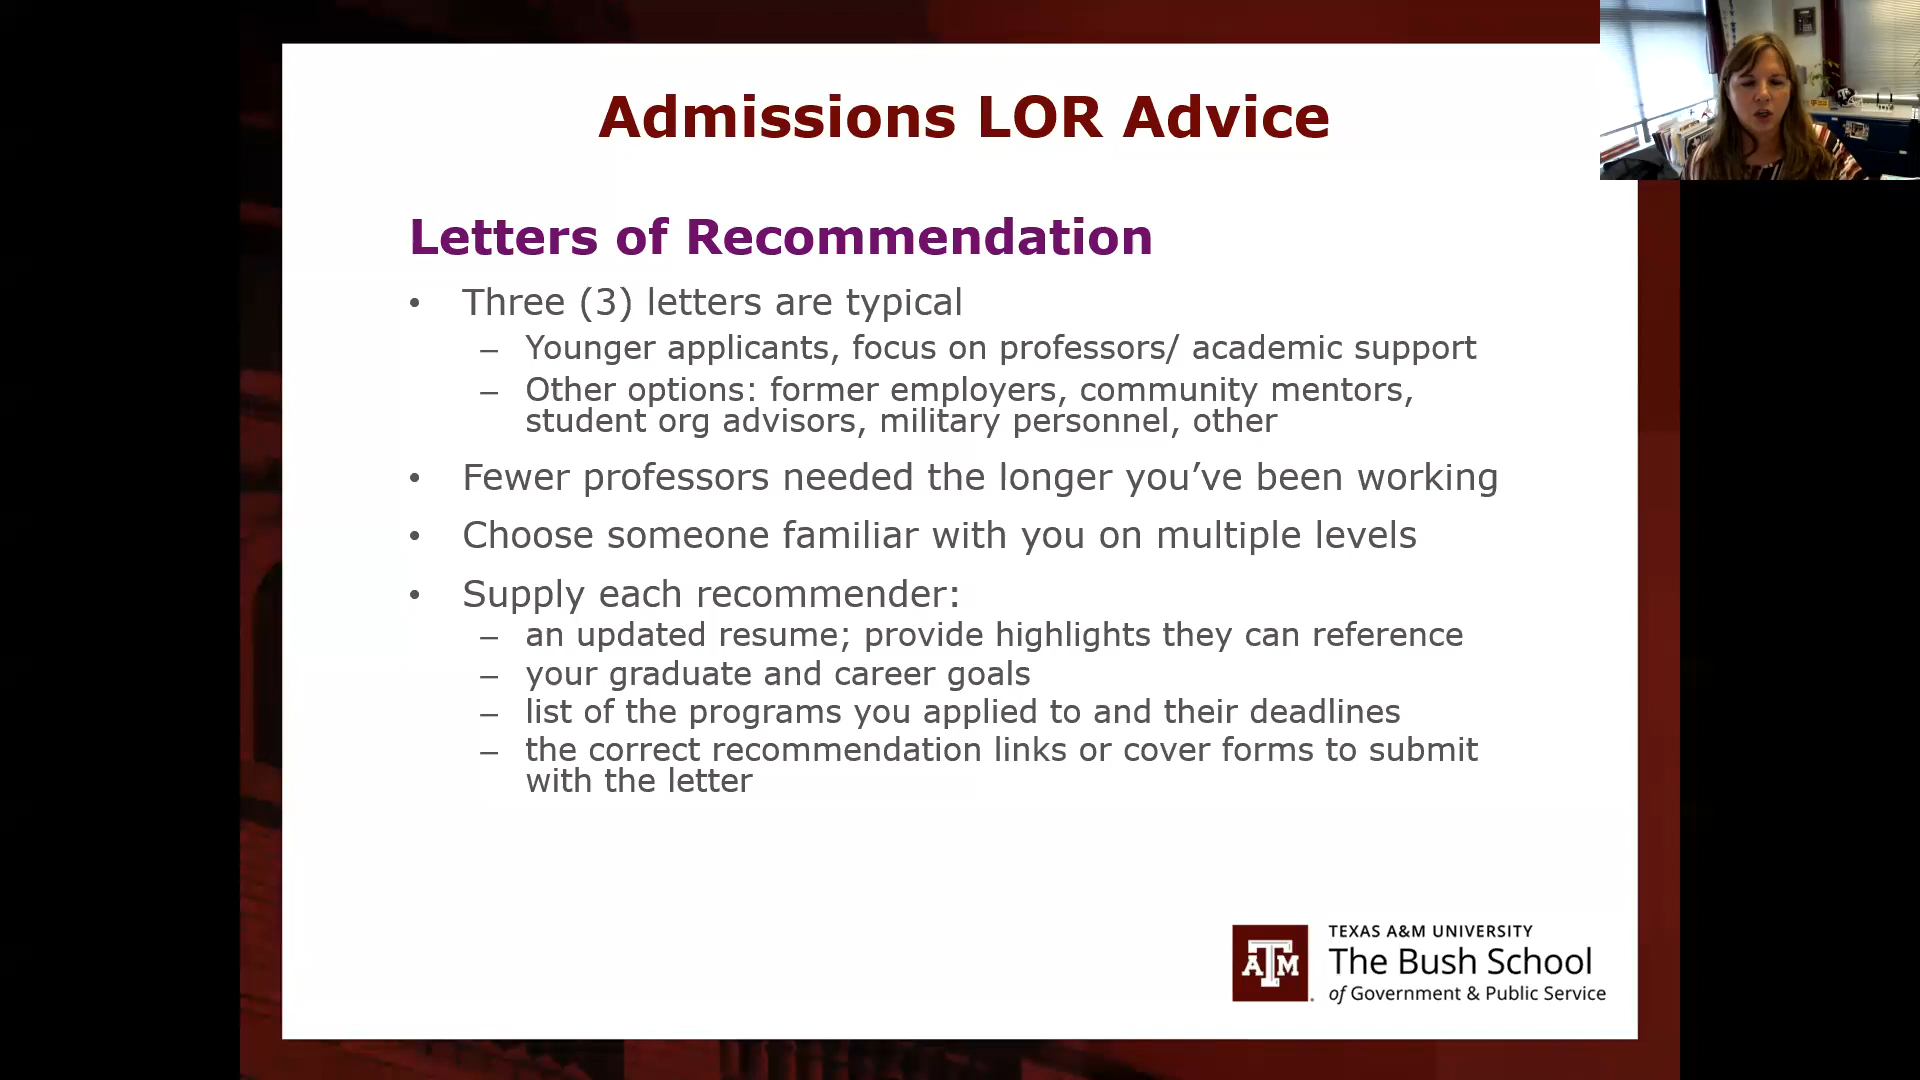 Admissions LOR Advice
Letters of Recommendation
• Three (3) letters are typical
– Younger applicants, focus on professors/ academic support
– Other options: former employers, community mentors,
student org advisors, military personnel, other
• Fewer professors needed the longer you’ve been working
• Choose someone familiar with you on multiple levels
• Supply each recommender:
– an updated resume; provide highlights they can reference
– your graduate and career goals
– list of the programs you applied to and their deadlines
– the correct recommendation links or cover forms to submit
with the letter
ATM
TEXAS A&M UNIVERSITY
The Bush School
of Government & Public Service